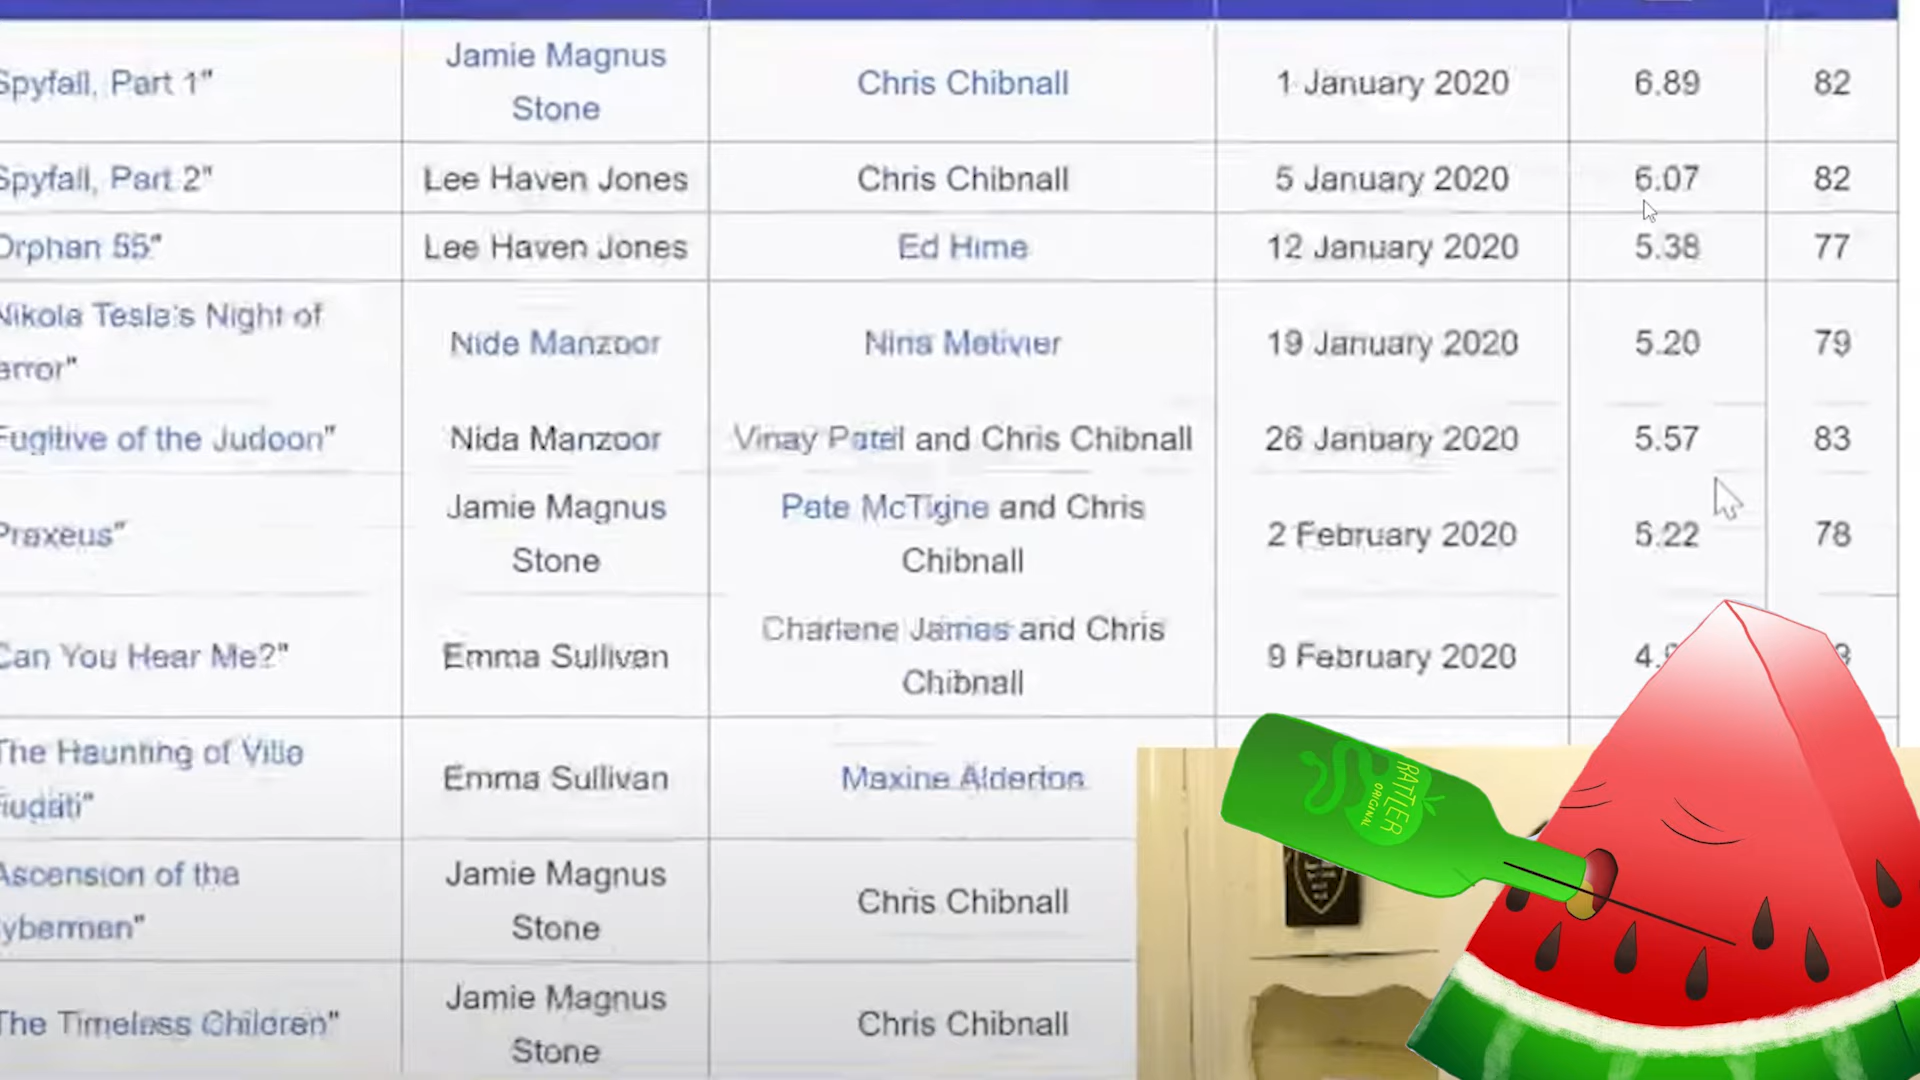 Spyfall, Part 1"
Jamie Magnus
Stone
Chris Chibnall
1 January 2020
6.89
82
Spyfall, Part 2"
Lee Haven Jones
Chris Chibnall
5 January 2020
6.07
82
Orphan 55"
Lee Haven Jones
Ed Hime
12 January 2020
5.38
77
Nikola Tesla's Night of
error"
Nida Manzoor
Nina Metivier
19 January 2020
5.20
79
Fugitive of the Judoon"
Nida Manzoor
Vinay Patel and Chris Chibnall
26 January 2020
5.57
83
Praxeus"
Jamie Magnus
Stone
Pete McTighe and Chris
Chibnall
2 February 2020
5.22
78
Can You Hear Me?"
Emma Sullivan
Charlene James and Chris
Chibnall
9 February 2020
4.
The Haunting of Villa
iodati"
Emma Sullivan
Maxine Alderton
Ascension of the
ybermen"
Jamie Magnus
Stone
Chris Chibnall
The Timeless Children"
Jamie Magnus
Stone
Chris Chibnall
RATTLER
ORIGINAL